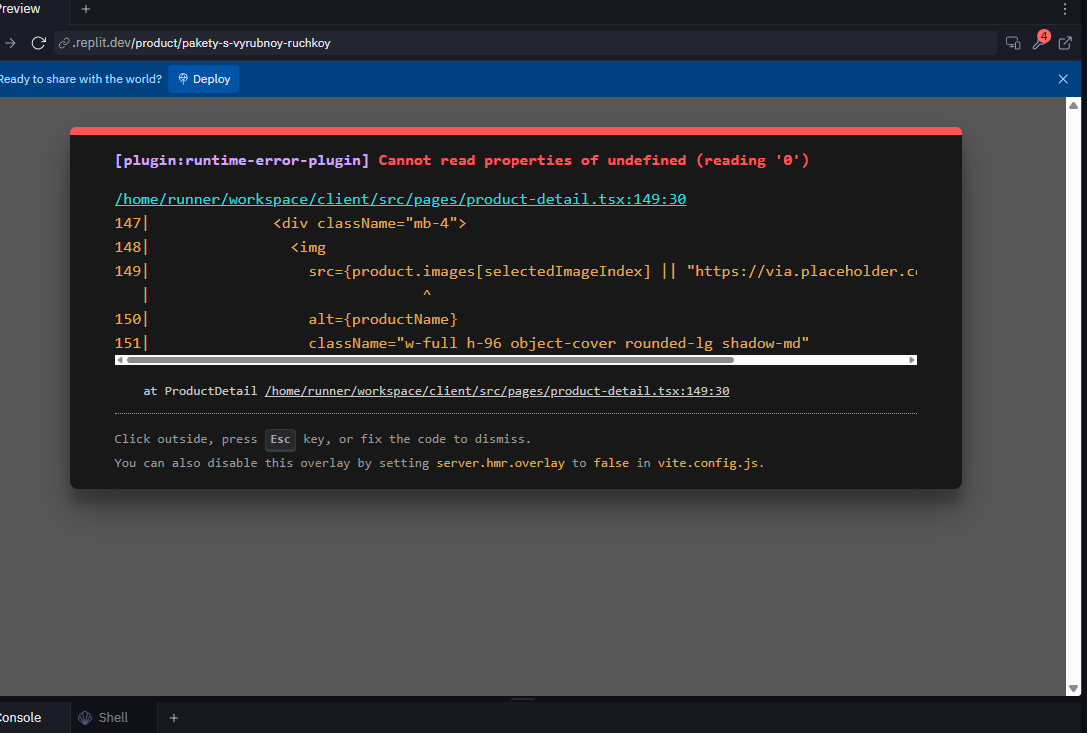 Preview +
.replit.dev/product/pakety-s-vyrubnoy-ruchkoy
4
Ready to share with the world? Deploy
[plugin:runtime-error-plugin] Cannot read properties of undefined (reading '0')
/home/runner/workspace/client/src/pages/product-detail.tsx:149:30
147| <div className="mb-4">
148| <img
149| src={product.images[selectedImageIndex] || "https://via.placeholder.co
| ^
150| alt={productName}
151| className="w-full h-96 object-cover rounded-lg shadow-md"
at ProductDetail /home/runner/workspace/client/src/pages/product-detail.tsx:149:30
Click outside, press Esc key, or fix the code to dismiss.
You can also disable this overlay by setting server.hmr.overlay to false in vite.config.js.
Console Shell +